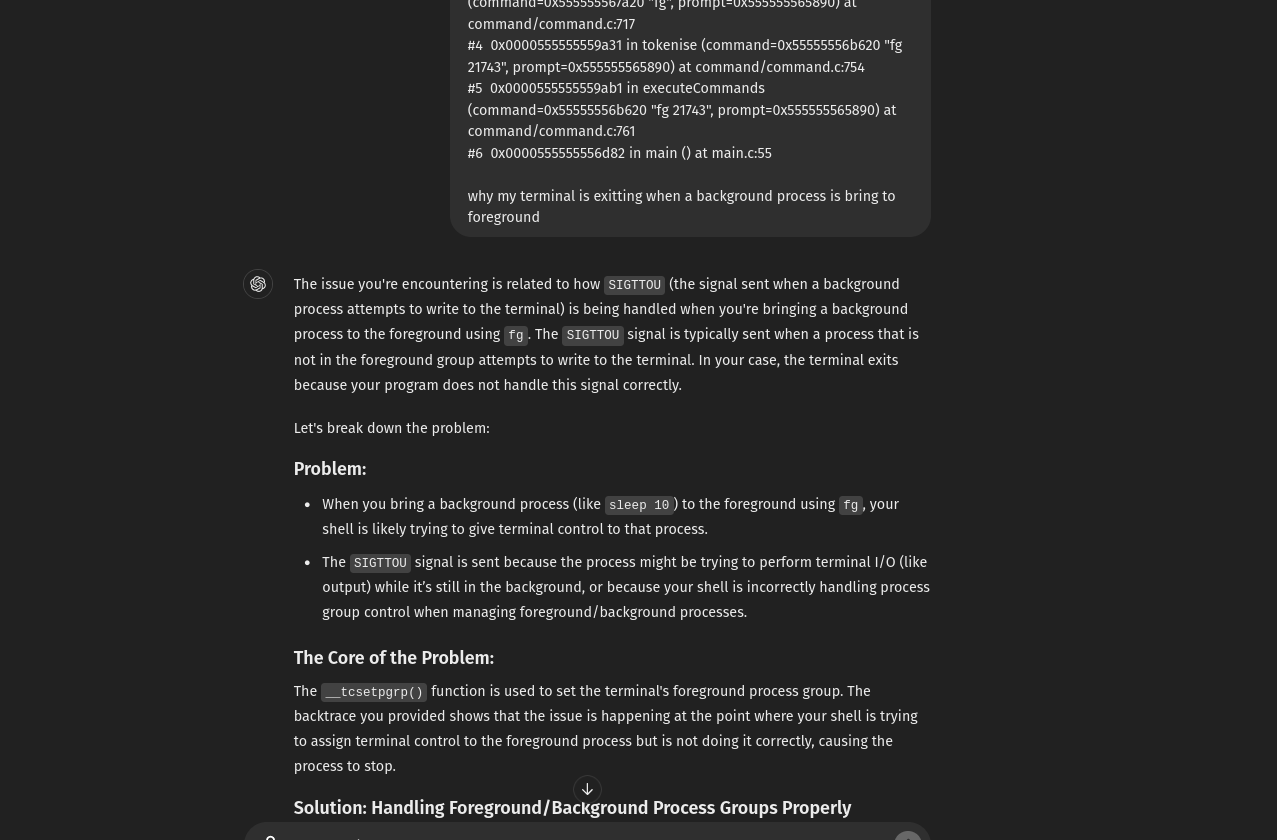 (command=0x555555567a20 "fg", prompt=0x555555565890) at
command/command.c:717
#4  0x0000555555559a31 in tokenise (command=0x55555556b620 "fg
21743", prompt=0x555555565890) at command/command.c:754
#5  0x0000555555559ab1 in executeCommands
(command=0x55555556b620 "fg 21743", prompt=0x555555565890) at
command/command.c:761
#6  0x0000555555556d82 in main () at main.c:55
why my terminal is exitting when a background process is bring to
foreground
The issue you're encountering is related to how SIGTTOU (the signal sent when a background
process attempts to write to the terminal) is being handled when you're bringing a background
process to the foreground using fg. The SIGTTOU signal is typically sent when a process that is
not in the foreground group attempts to write to the terminal. In your case, the terminal exits
because your program does not handle this signal correctly.
Let's break down the problem:
Problem:
• When you bring a background process (like sleep 10) to the foreground using fg, your
shell is likely trying to give terminal control to that process.
• The SIGTTOU signal is sent because the process might be trying to perform terminal I/O (like
output) while it’s still in the background, or because your shell is incorrectly handling process
group control when managing foreground/background processes.
The Core of the Problem:
The __tcsetpgrp() function is used to set the terminal's foreground process group. The
backtrace you provided shows that the issue is happening at the point where your shell is trying
to assign terminal control to the foreground process but is not doing it correctly, causing the
process to stop.
Solution: Handling Foreground/Background Process Groups Properly